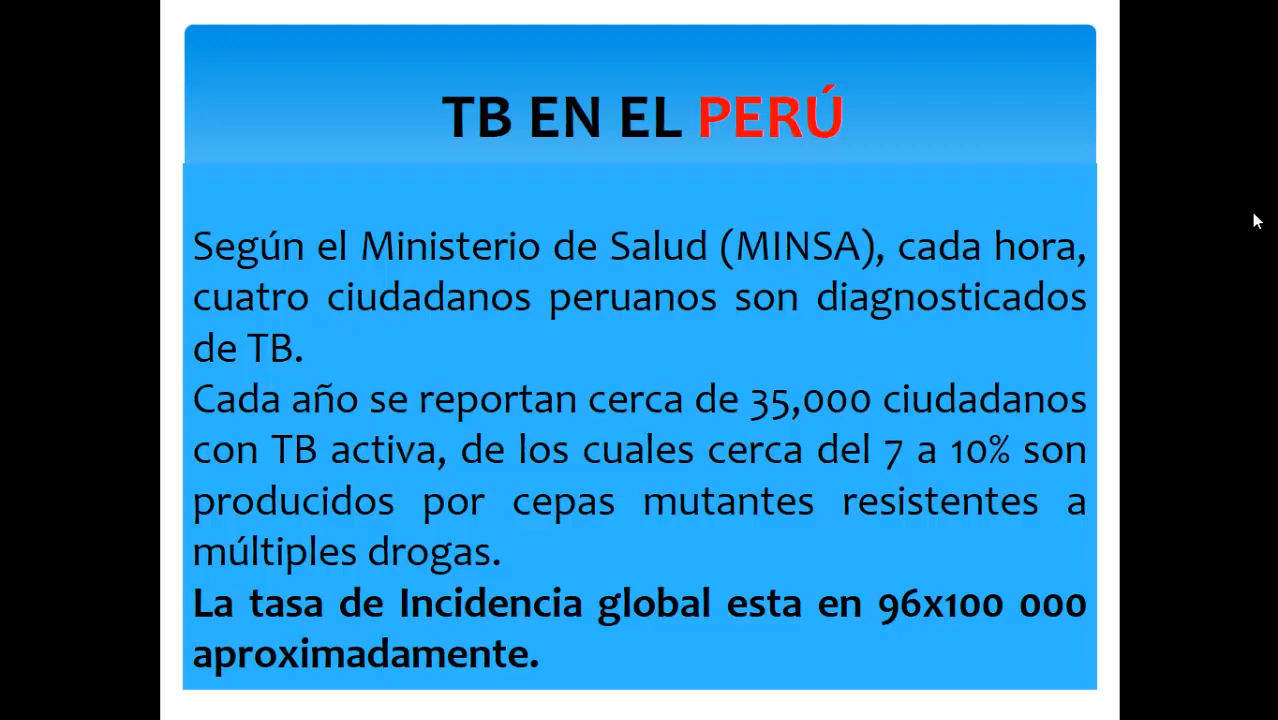 TB EN EL PERÚ
Según el Ministerio de Salud (MINSA), cada hora,
cuatro ciudadanos peruanos son diagnosticados
de TB.
Cada año se reportan cerca de 35,000 ciudadanos
con TB activa, de los cuales cerca del 7 a 10% son
producidos por cepas mutantes resistentes a
múltiples drogas.
La tasa de Incidencia global esta en 96x100 000
aproximadamente.